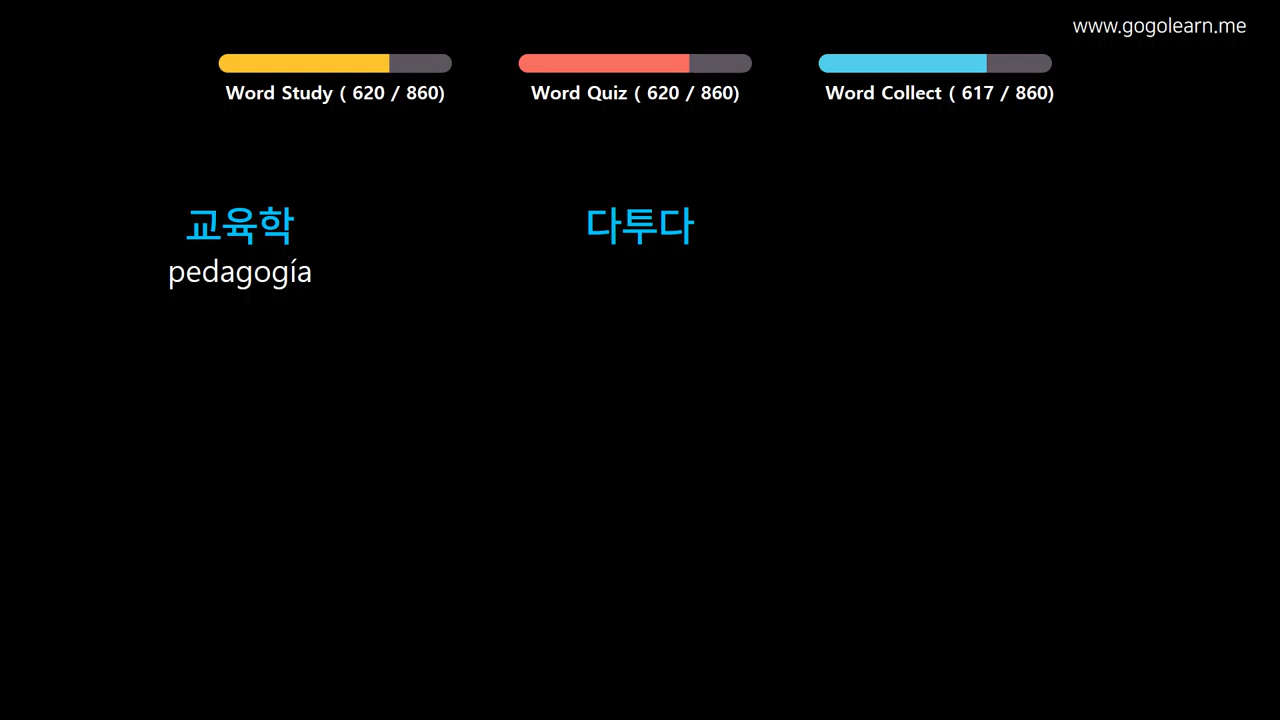 www.gogolearn.me
Word Study ( 620 / 860)
Word Quiz ( 620 / 860)
Word Collect ( 617 / 860)
교육학
pedagogía
다투다